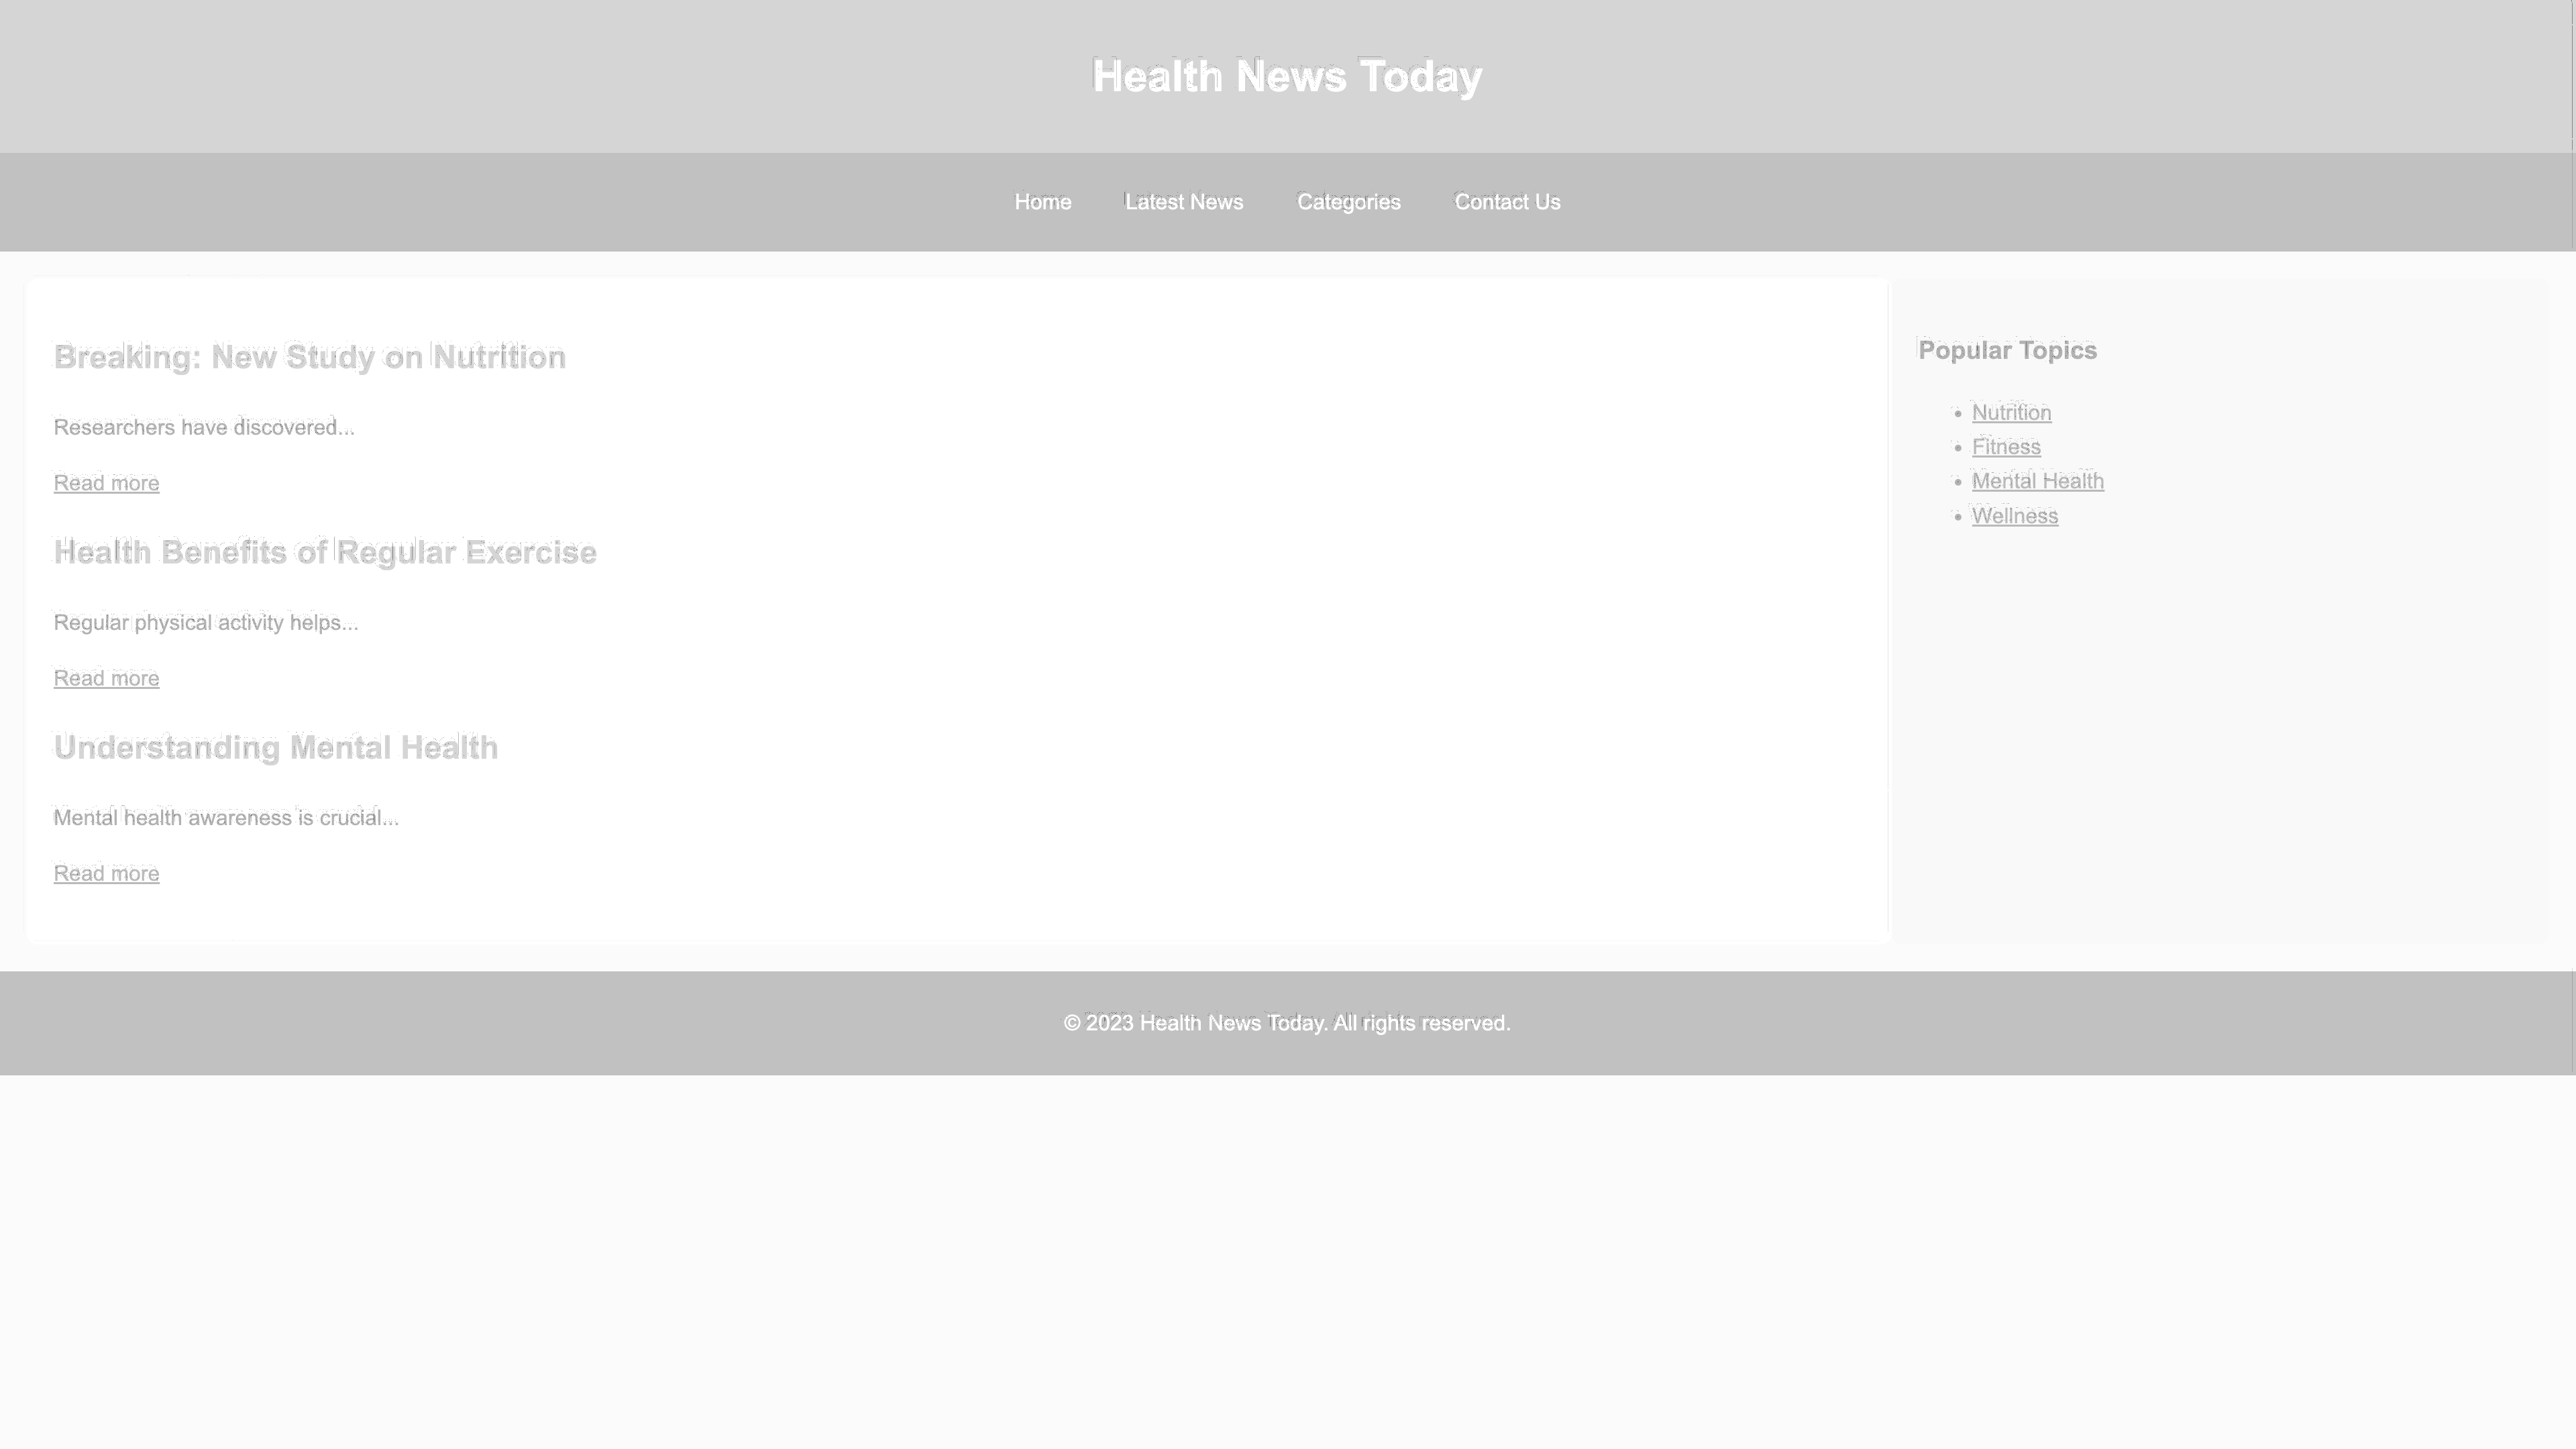 Health News Today
Home Latest News Categories Contact Us
Breaking: New Study on Nutrition
Researchers have discovered...
Read more
Health Benefits of Regular Exercise
Regular physical activity helps...
Read more
Understanding Mental Health
Mental health awareness is crucial...
Read more
Popular Topics
• Nutrition
• Fitness
• Mental Health
• Wellness
© 2023 Health News Today. All rights reserved.